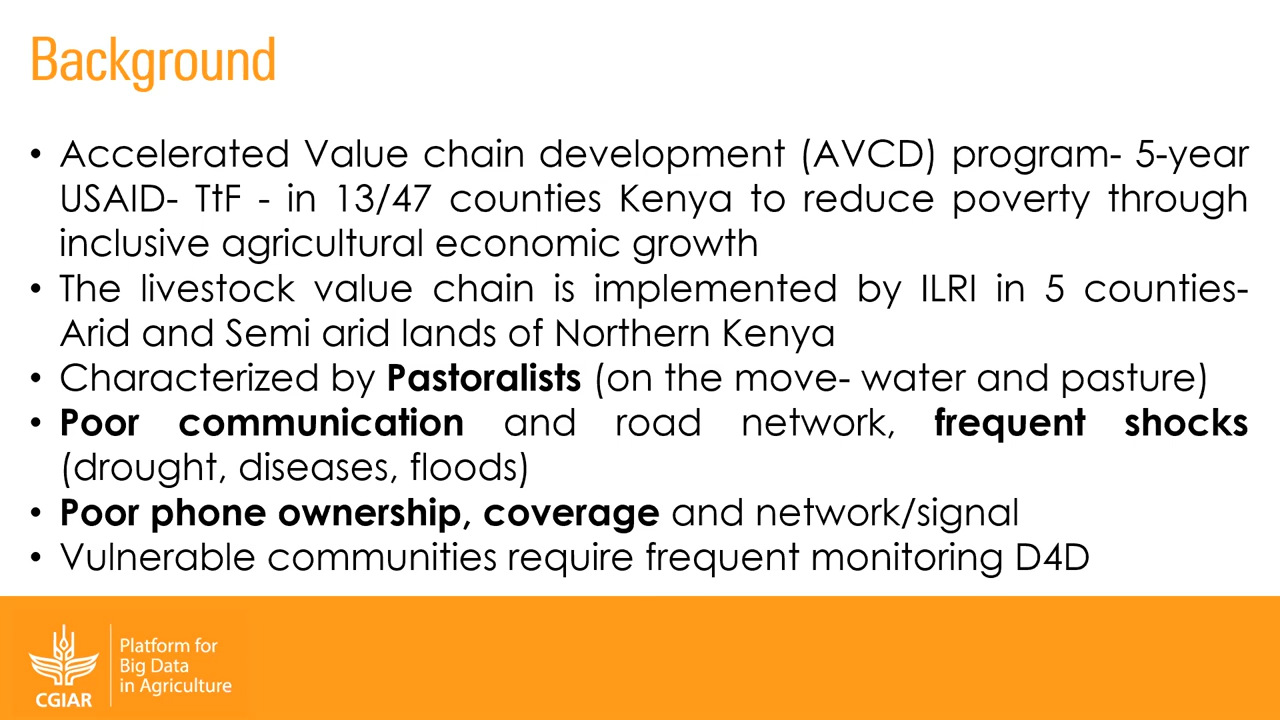 Background
• Accelerated Value chain development (AVCD) program- 5-year
USAID- TtF - in 13/47 counties Kenya to reduce poverty through
inclusive agricultural economic growth
• The livestock value chain is implemented by ILRI in 5 counties-
Arid and Semi arid lands of Northern Kenya
• Characterized by Pastoralists (on the move- water and pasture)
• Poor communication and road network, frequent shocks
(drought, diseases, floods)
• Poor phone ownership, coverage and network/signal
• Vulnerable communities require frequent monitoring D4D
CGIAR
Platform for
Big Data
in Agriculture